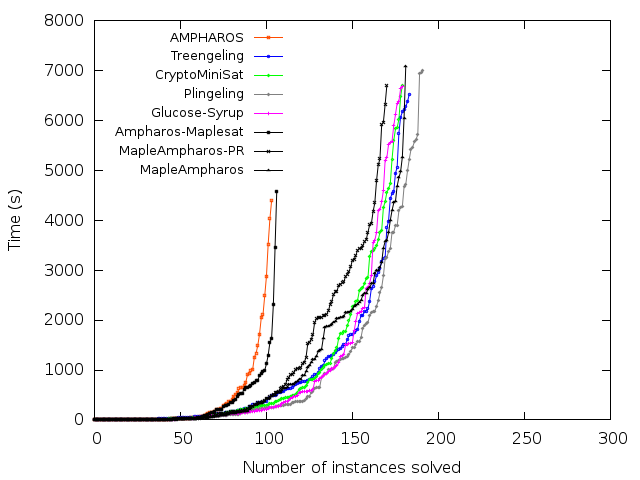 8000
7000
6000
5000
4000
3000
2000
1000
0
Time (s)
AMPHAROS
Treengeling
CryptoMiniSat
Plingeling
Glucose-Syrup
Ampharos-Maplesat
MapleAmpharos-PR
MapleAmpharos
0 50 100 150 200 250 300
Number of instances solved